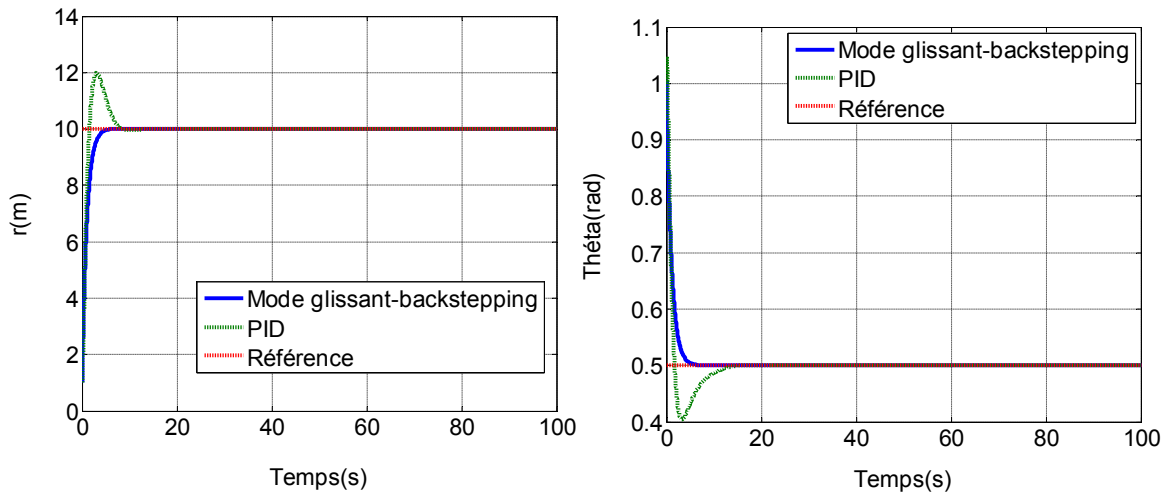 14
12
10
8
6
4
2
0
r(m)
Mode glissant-backstepping
PID
Référence
0
20
40
60
80
100
Temps(s)
1.1
1
0.9
0.8
0.7
0.6
0.5
0.4
Théta(rad)
Mode glissant-backstepping
PID
Référence
0
20
40
60
80
100
Temps(s)